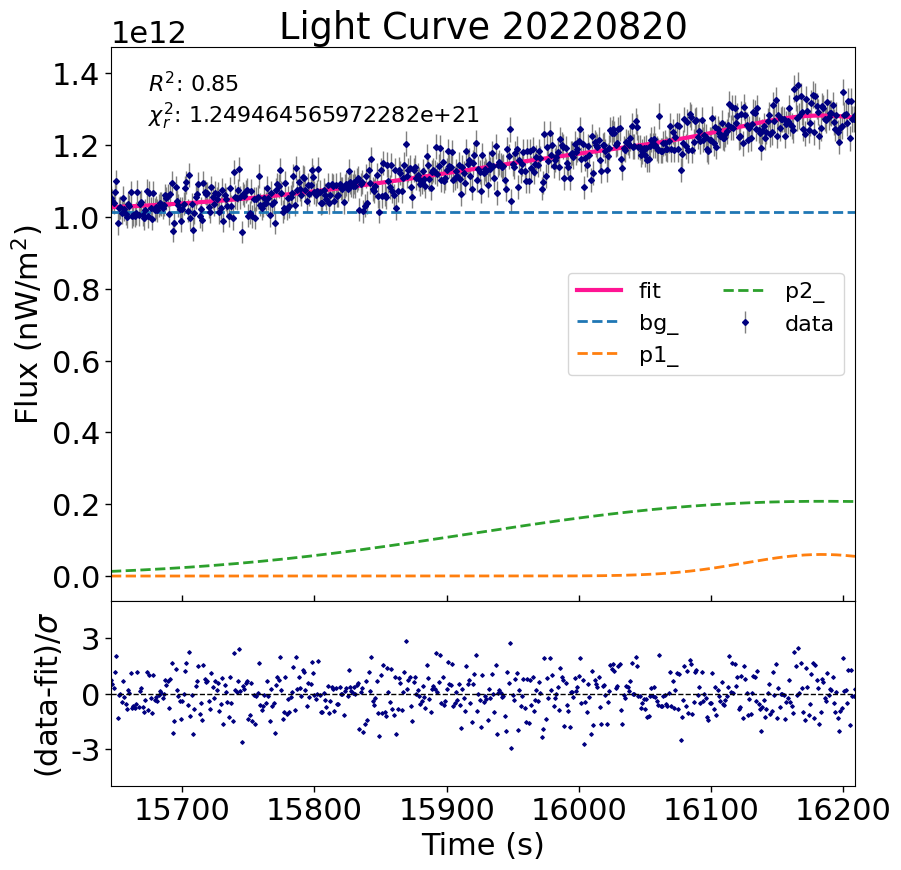 Light Curve 20220820
1e12
R²: 0.85
χ²ᵣ: 1.249464565972282e+21
Flux (nW/m²)
1.4
1.2
1.0
0.8
0.6
0.4
0.2
0.0
fit
bg_
p1_
p2_
data
(data-fit)/σ
3
0
-3
15700 15800 15900 16000 16100 16200
Time (s)